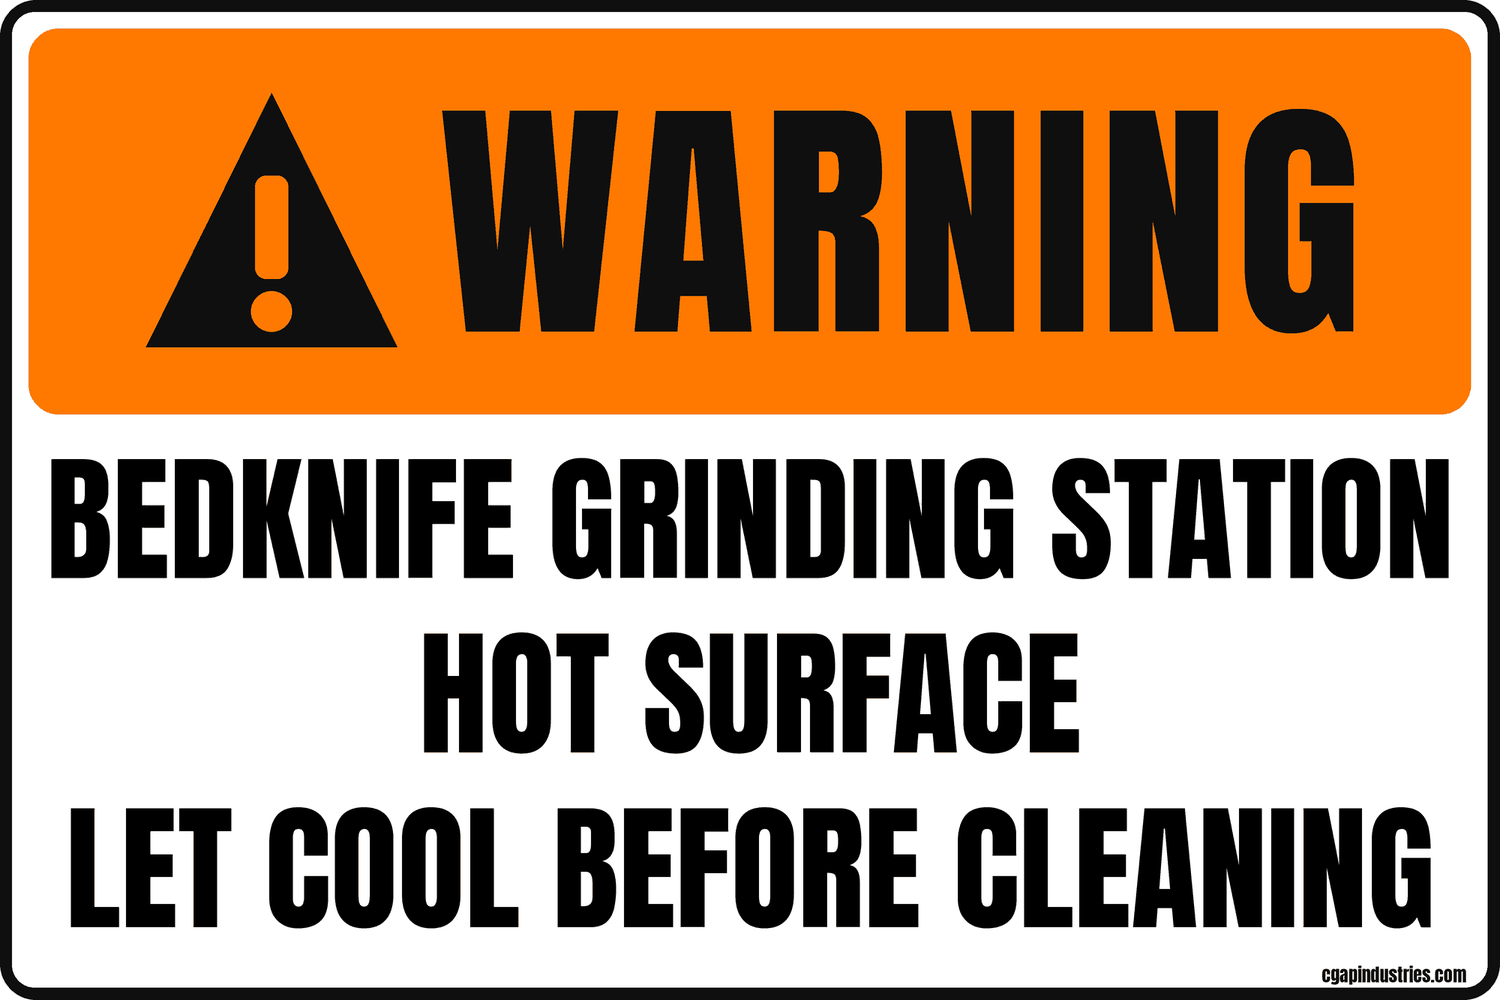 WARNING
BEDKNIFE GRINDING STATION
HOT SURFACE
LET COOL BEFORE CLEANING
cgapindustries.com